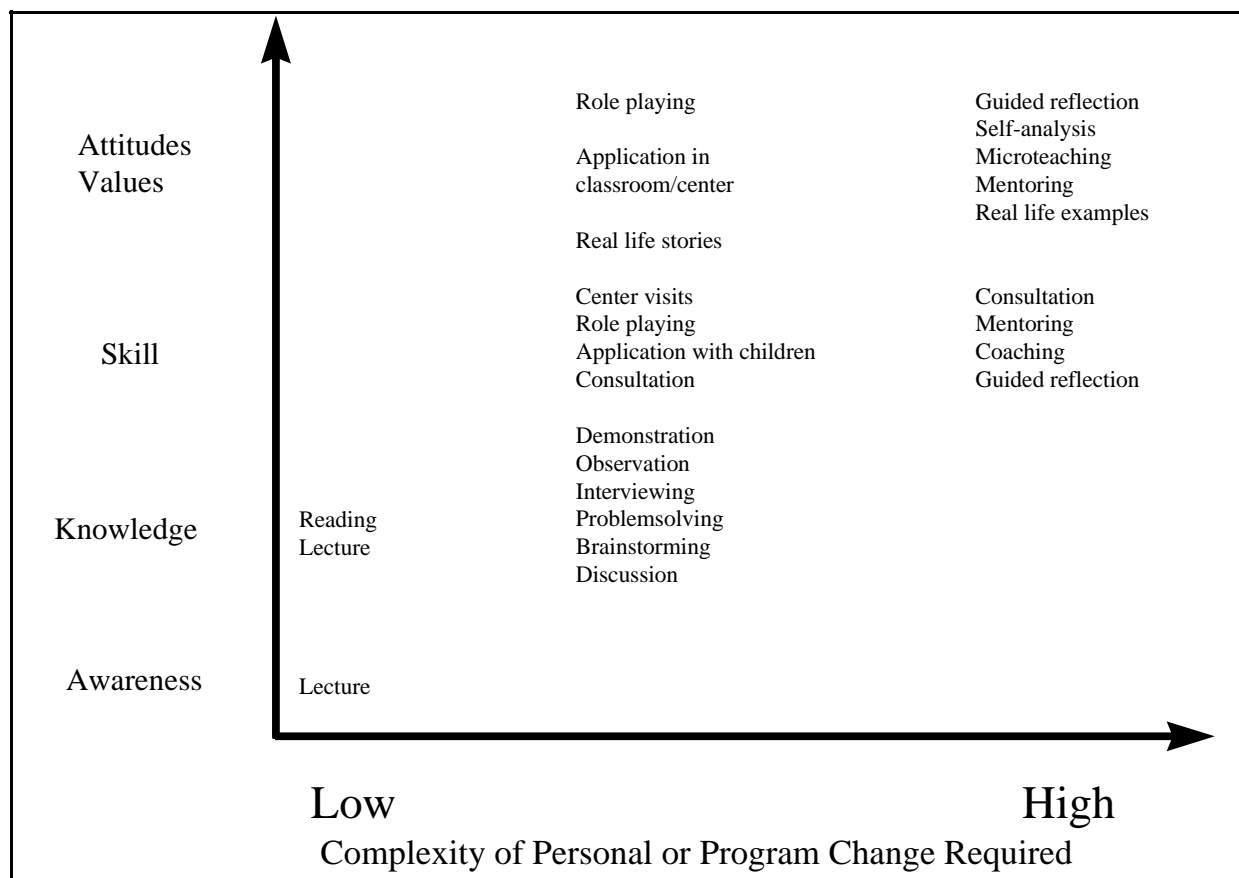 Attitudes
Values
Role playing
Application in
classroom/center
Real life stories
Guided reflection
Self-analysis
Microteaching
Mentoring
Real life examples
Skill
Center visits
Role playing
Application with children
Consultation
Consultation
Mentoring
Coaching
Guided reflection
Knowledge
Reading
Lecture
Demonstration
Observation
Interviewing
Problemsolving
Brainstorming
Discussion
Awareness
Lecture
Low
High
Complexity of Personal or Program Change Required